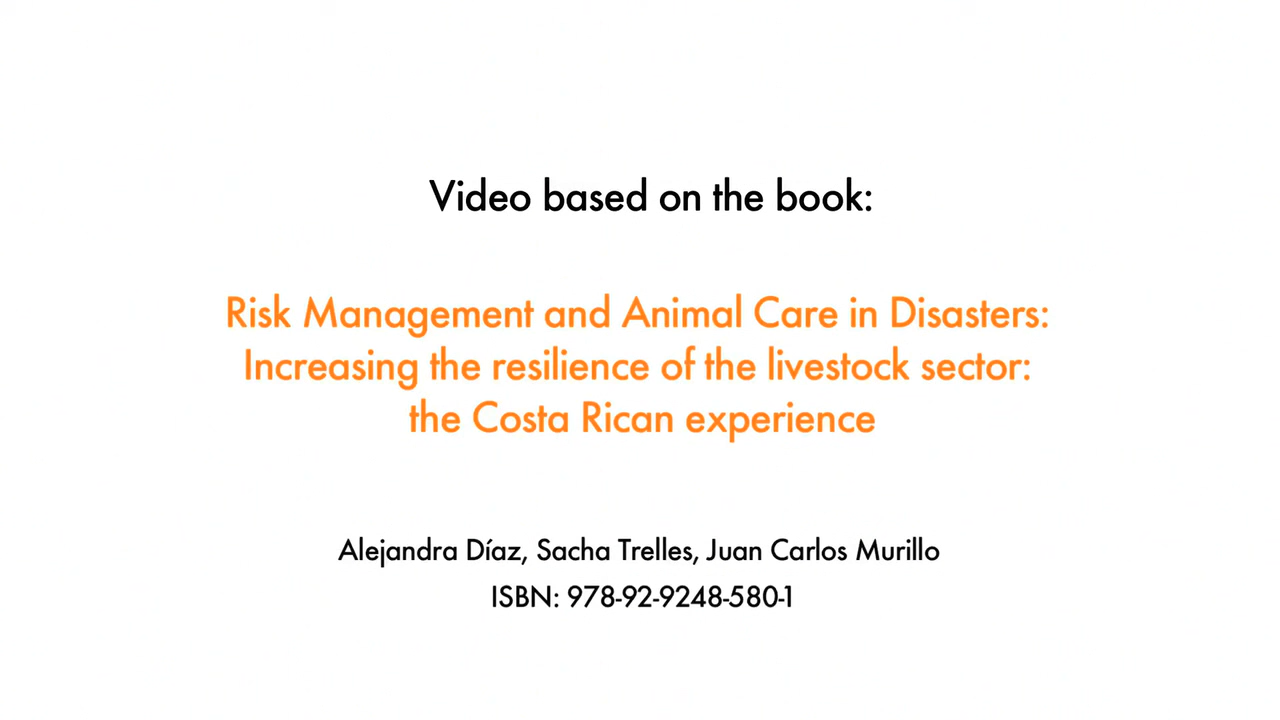 Video based on the book:
Risk Management and Animal Care in Disasters:
Increasing the resilience of the livestock sector:
the Costa Rican experience
Alejandra Díaz, Sacha Trelles, Juan Carlos Murillo
ISBN: 978-92-9248-580-1